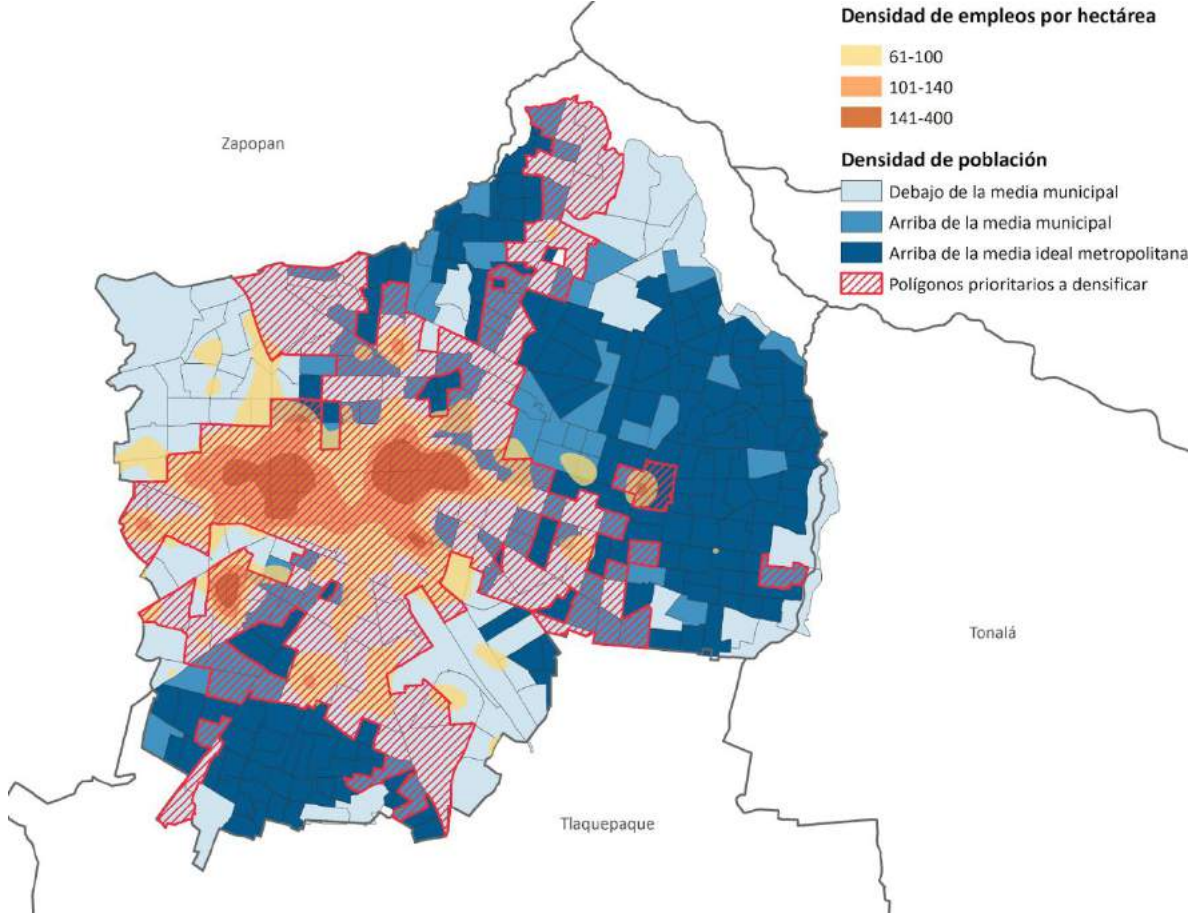 Densidad de empleos por hectárea
61-100
101-140
141-400
Densidad de población
Debajo de la media municipal
Arriba de la media municipal
Arriba de la media ideal metropolitana
Polígonos prioritarios a densificar
Zapopan
Tonalá
Tlaquepaque